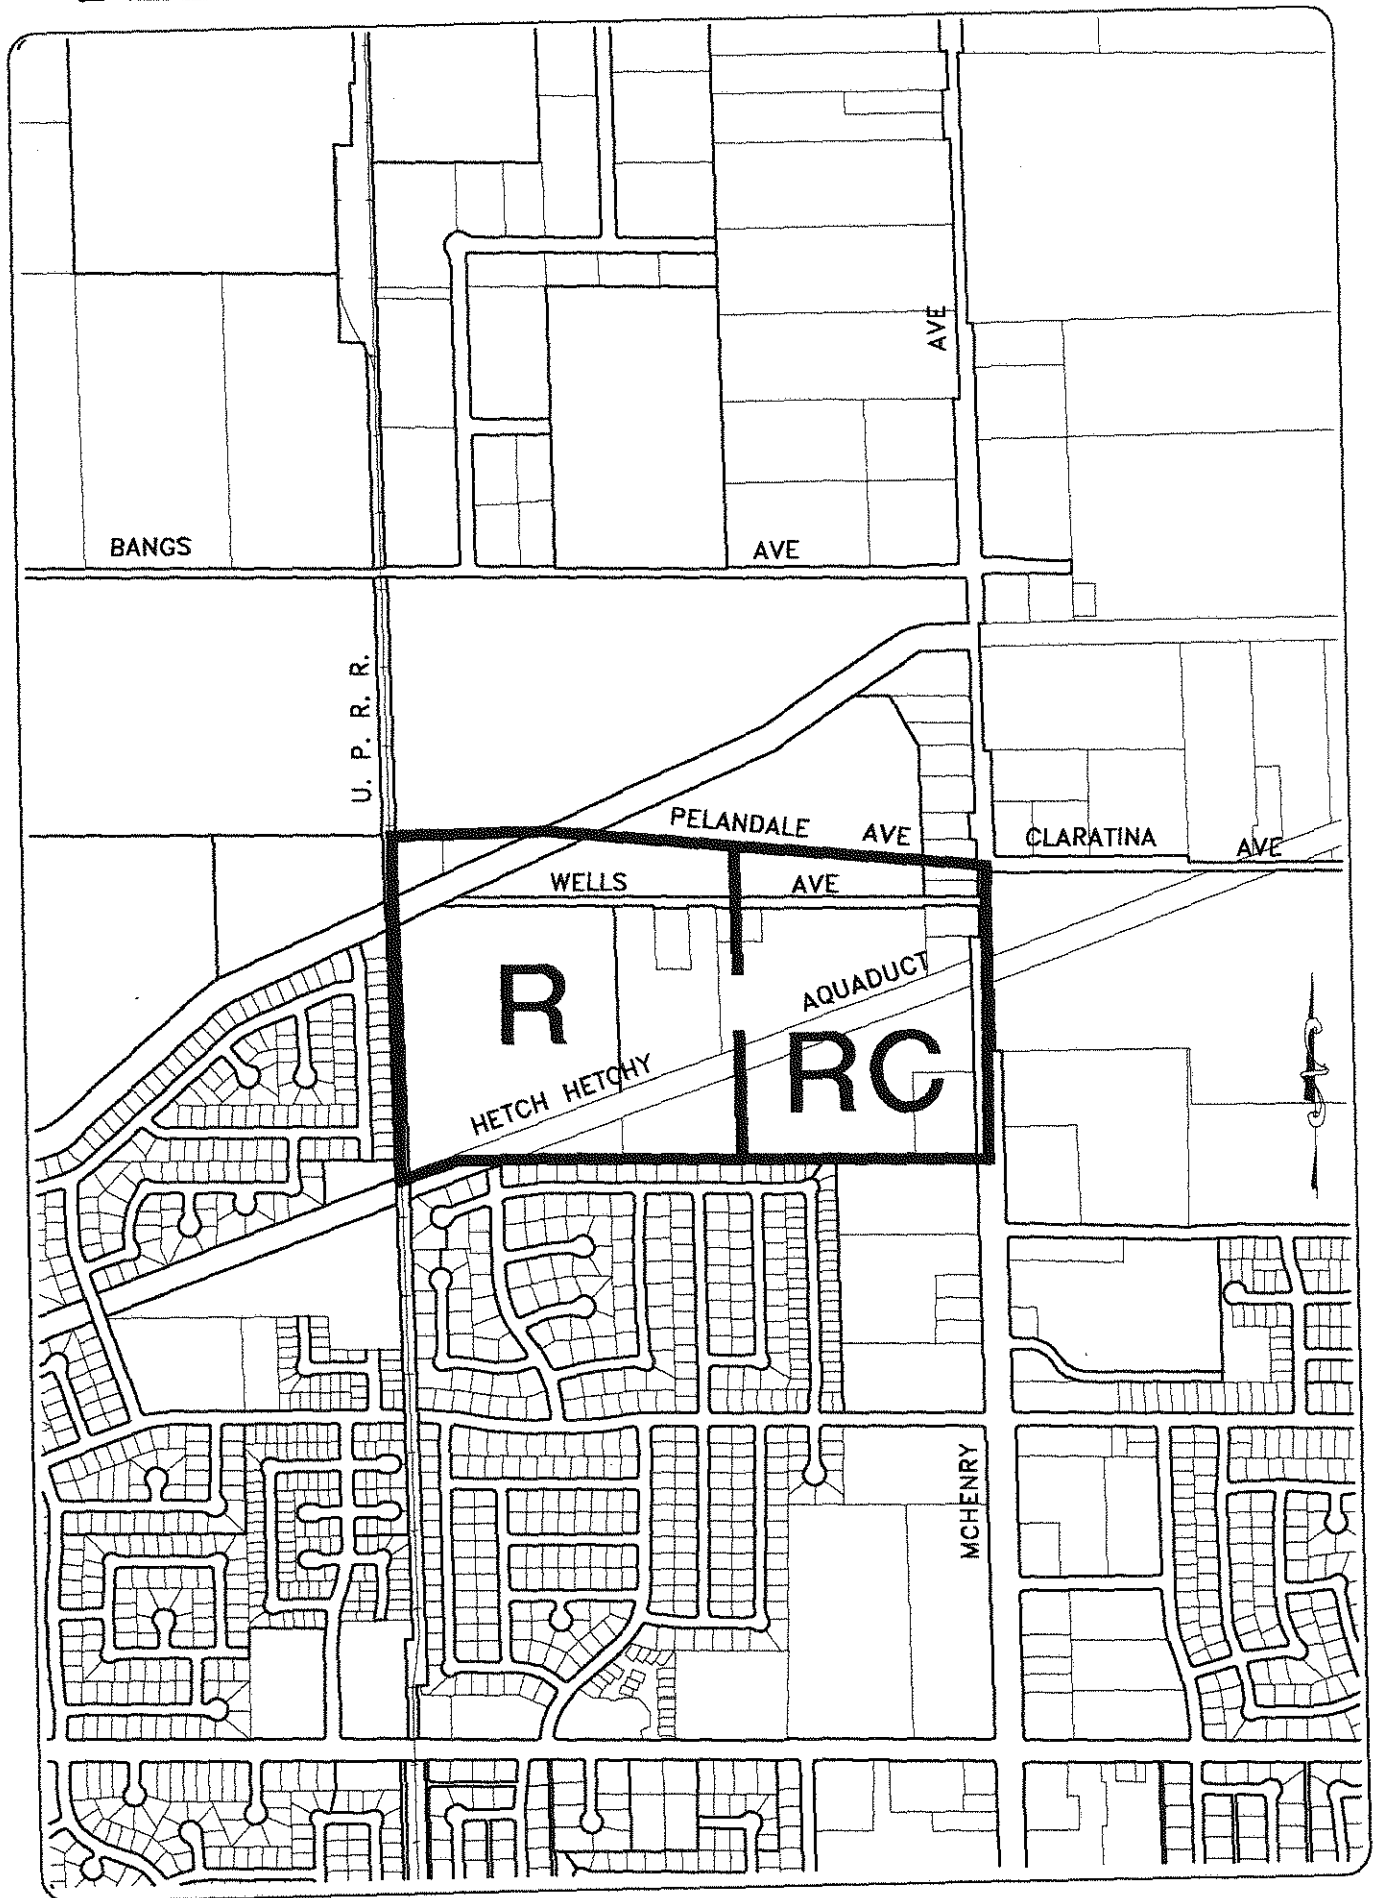 AVE
BANGS AVE
U. P. R. R.
PELANDALE AVE
CLARATINA AVE
WELLS AVE
R
AQUADUCT
HETCH HETCHY
RC
MCHENRY